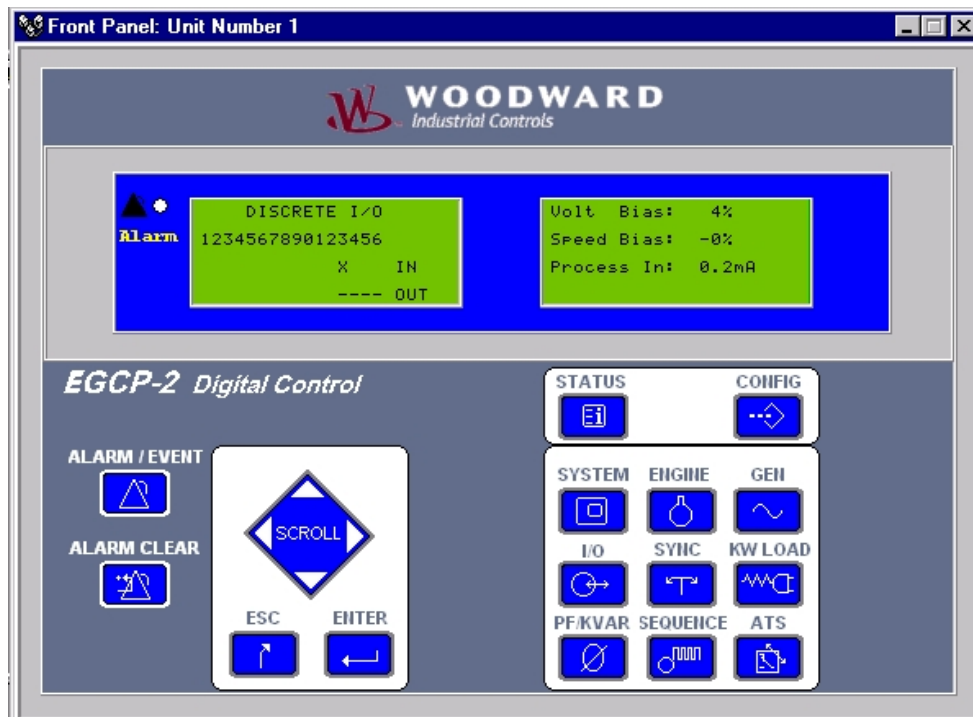 Front Panel: Unit Number 1
WOODWARD
Industrial Controls
Alarm
DISCRETE I/O
1234567890123456
X IN
---- OUT
Volt Bias: 4%
Speed Bias: -0%
Process In: 0.2mA
EGCP-2 Digital Control
STATUS CONFIG
ALARM / EVENT
SCROLL
ALARM CLEAR
ESC ENTER
SYSTEM ENGINE GEN
I/O SYNC KW LOAD
PF/KVAR SEQUENCE ATS